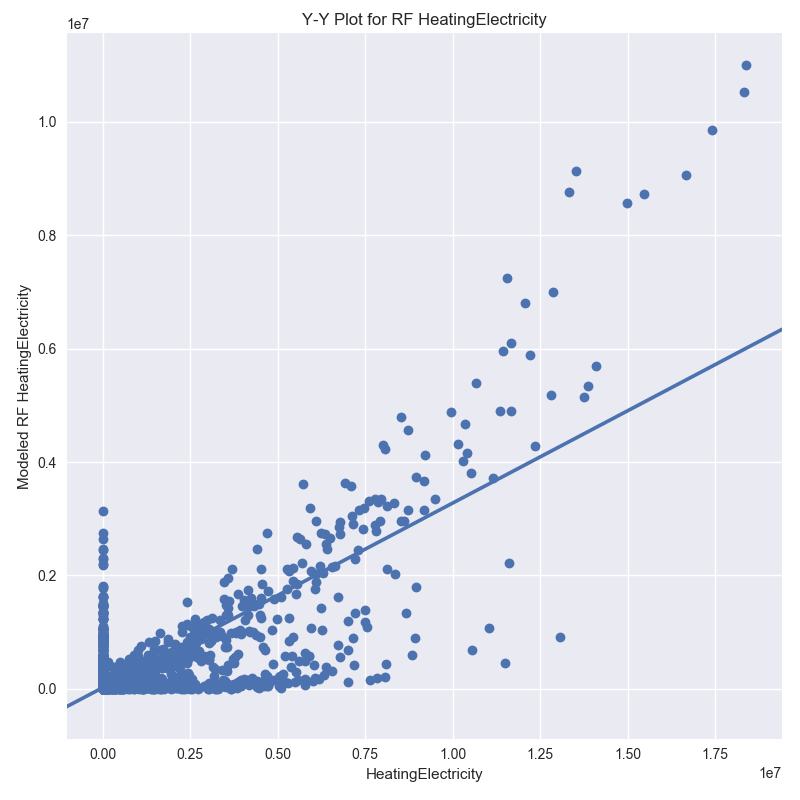 Y-Y Plot for RF HeatingElectricity
1e7
1.0
0.8
0.6
0.4
0.2
0.0
Modeled RF HeatingElectricity
0.00 0.25 0.50 0.75 1.00 1.25 1.50 1.75
HeatingElectricity
1e7